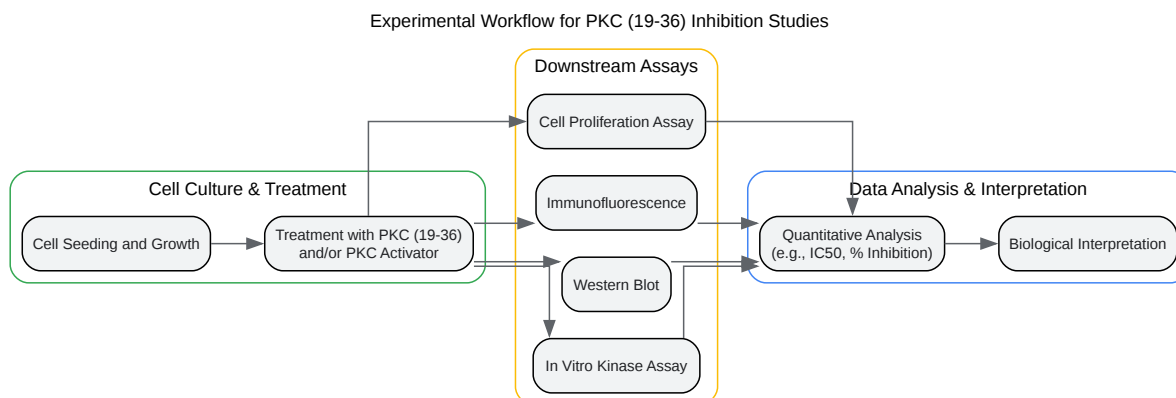 Experimental Workflow for PKC (19-36) Inhibition Studies
Downstream Assays
Cell Proliferation Assay
Cell Culture & Treatment
Data Analysis & Interpretation
Immunofluorescence
Cell Seeding and Growth
Treatment with PKC (19-36)
and/or PKC Activator
Quantitative Analysis
(e.g., IC50, % Inhibition)
Biological Interpretation
Western Blot
In Vitro Kinase Assay